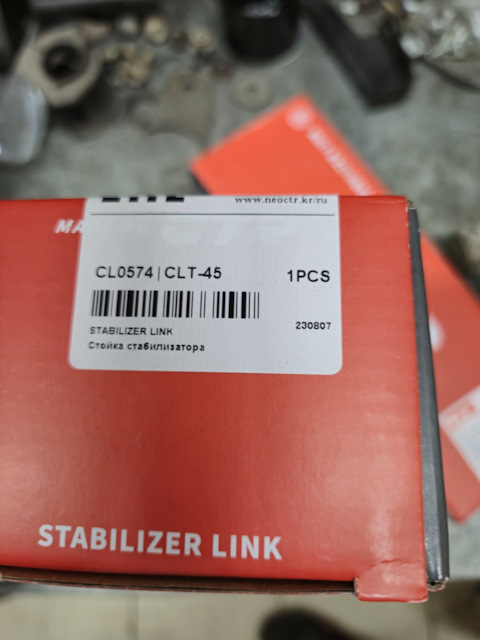 www.neoctr.kr/ru
CL0574 | CLT-45 1PCS
STABILIZER LINK 230807
Стойка стабилизатора
STABILIZER LINK